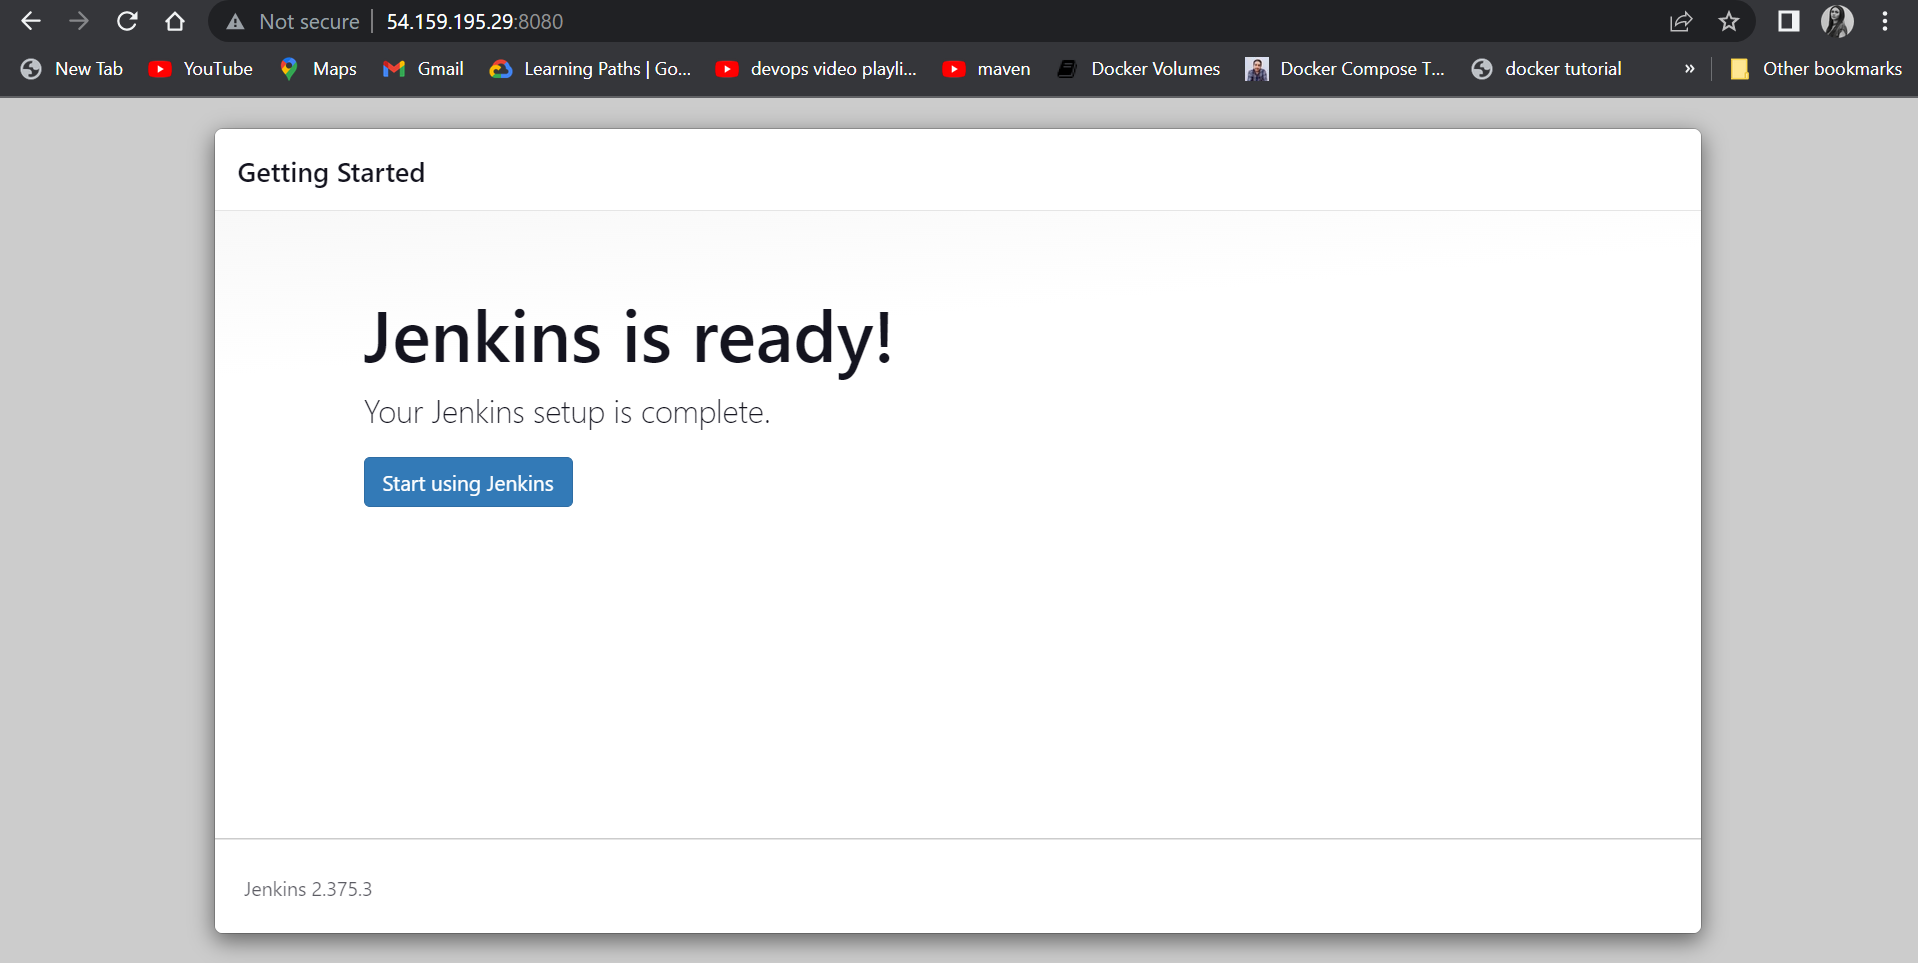 Not secure | 54.159.195.29:8080
New Tab YouTube Maps Gmail Learning Paths | Go... devops video playli... maven Docker Volumes Docker Compose T... docker tutorial » Other bookmarks
Getting Started
Jenkins is ready!
Your Jenkins setup is complete.
Start using Jenkins
Jenkins 2.375.3